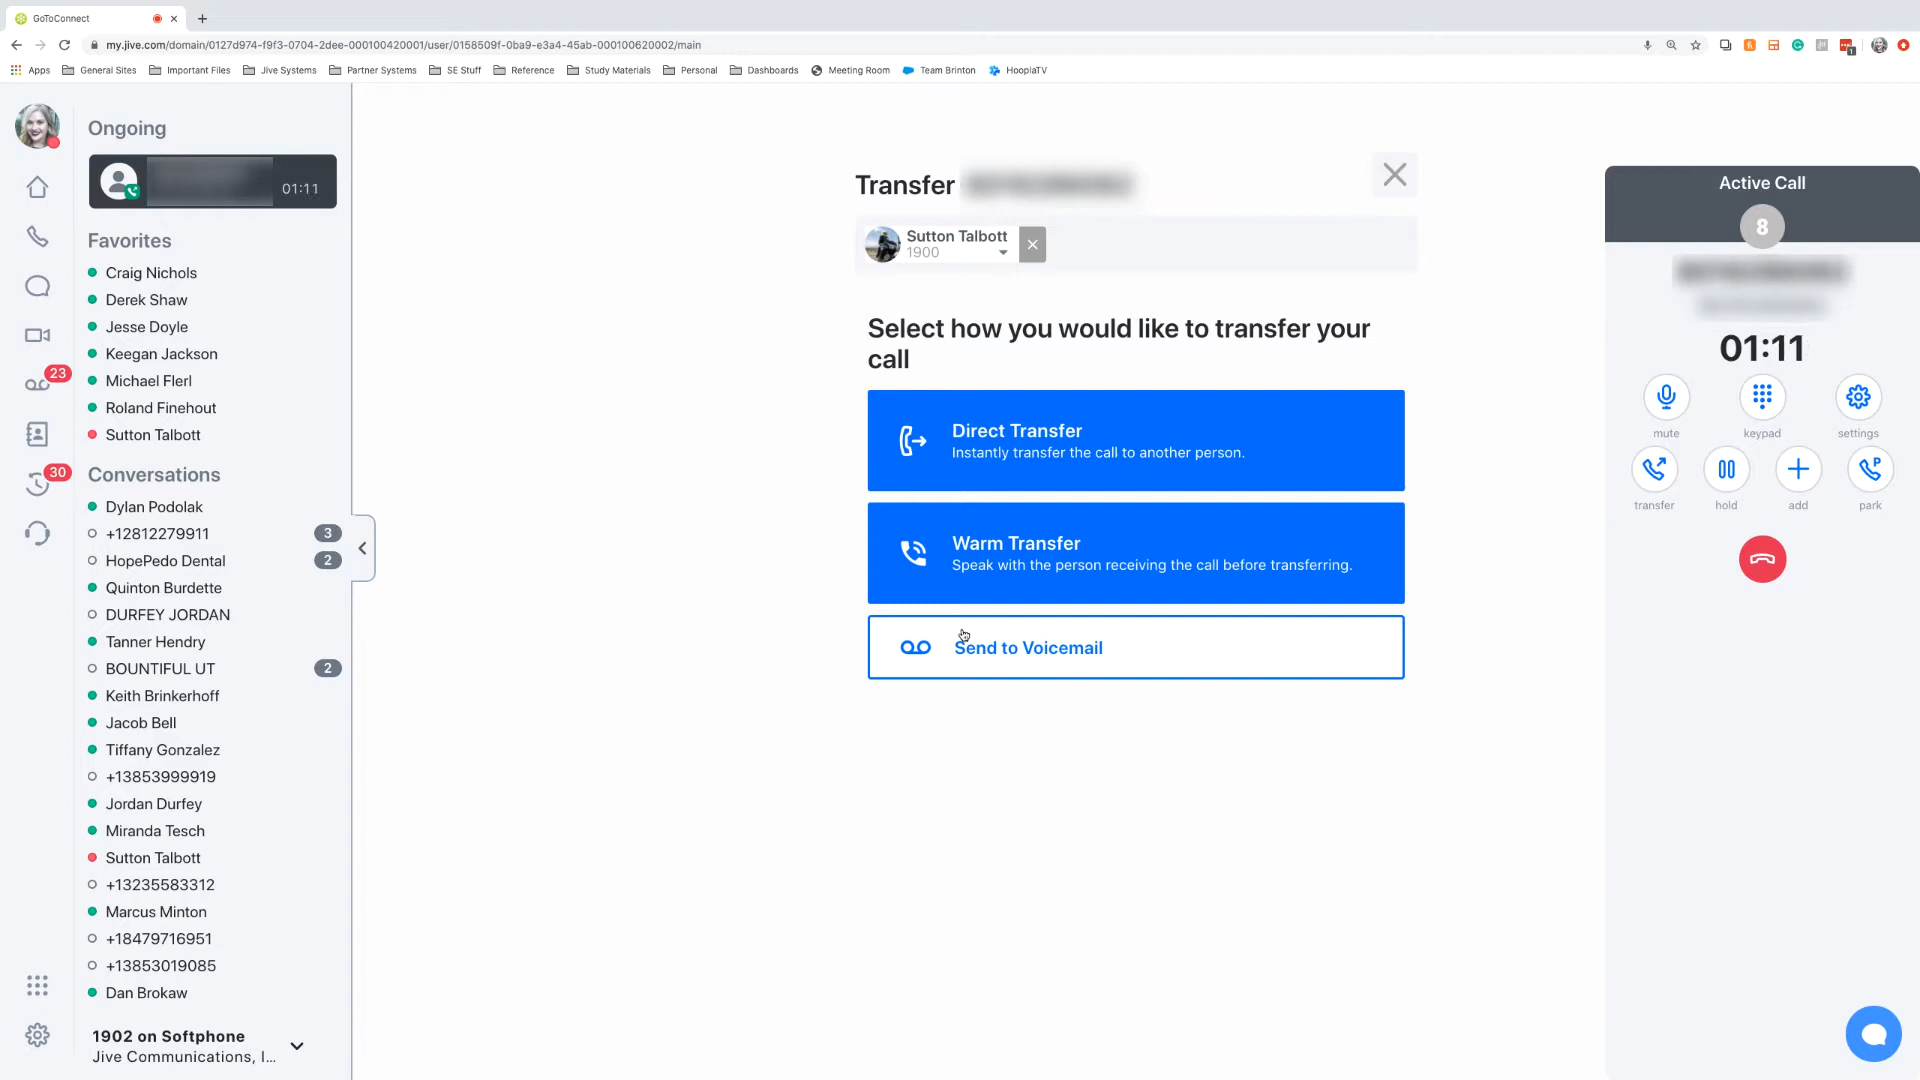 GoToConnect
my.jive.com/domain/0127d974-f9f3-0704-2dee-000100420001/user/0158509f-0ba9-e3a4-45ab-000100620002/main
Apps General Sites Important Files Jive Systems Partner Systems SE Stuff Reference Study Materials Personal Dashboards Meeting Room Team Brinton HooplaTV
Ongoing
01:11
Favorites
Craig Nichols
Derek Shaw
Jesse Doyle
Keegan Jackson
Michael Flerl
Roland Finehout
Sutton Talbott
23
30
Conversations
Dylan Podolak
+12812279911 3
HopePedo Dental 2
Quinton Burdette
DURFEY JORDAN
Tanner Hendry
BOUNTIFUL UT 2
Keith Brinkerhoff
Jacob Bell
Tiffany Gonzalez
+13853999919
Jordan Durfey
Miranda Tesch
Sutton Talbott
+13235583312
Marcus Minton
+18479716951
+13853019085
Dan Brokaw
1902 on Softphone
Jive Communications, I...
Transfer
Sutton Talbott
1900
Select how you would like to transfer your
call
Direct Transfer
Instantly transfer the call to another person.
Warm Transfer
Speak with the person receiving the call before transferring.
Send to Voicemail
Active Call
8
01:11
mute keypad settings
transfer hold add park